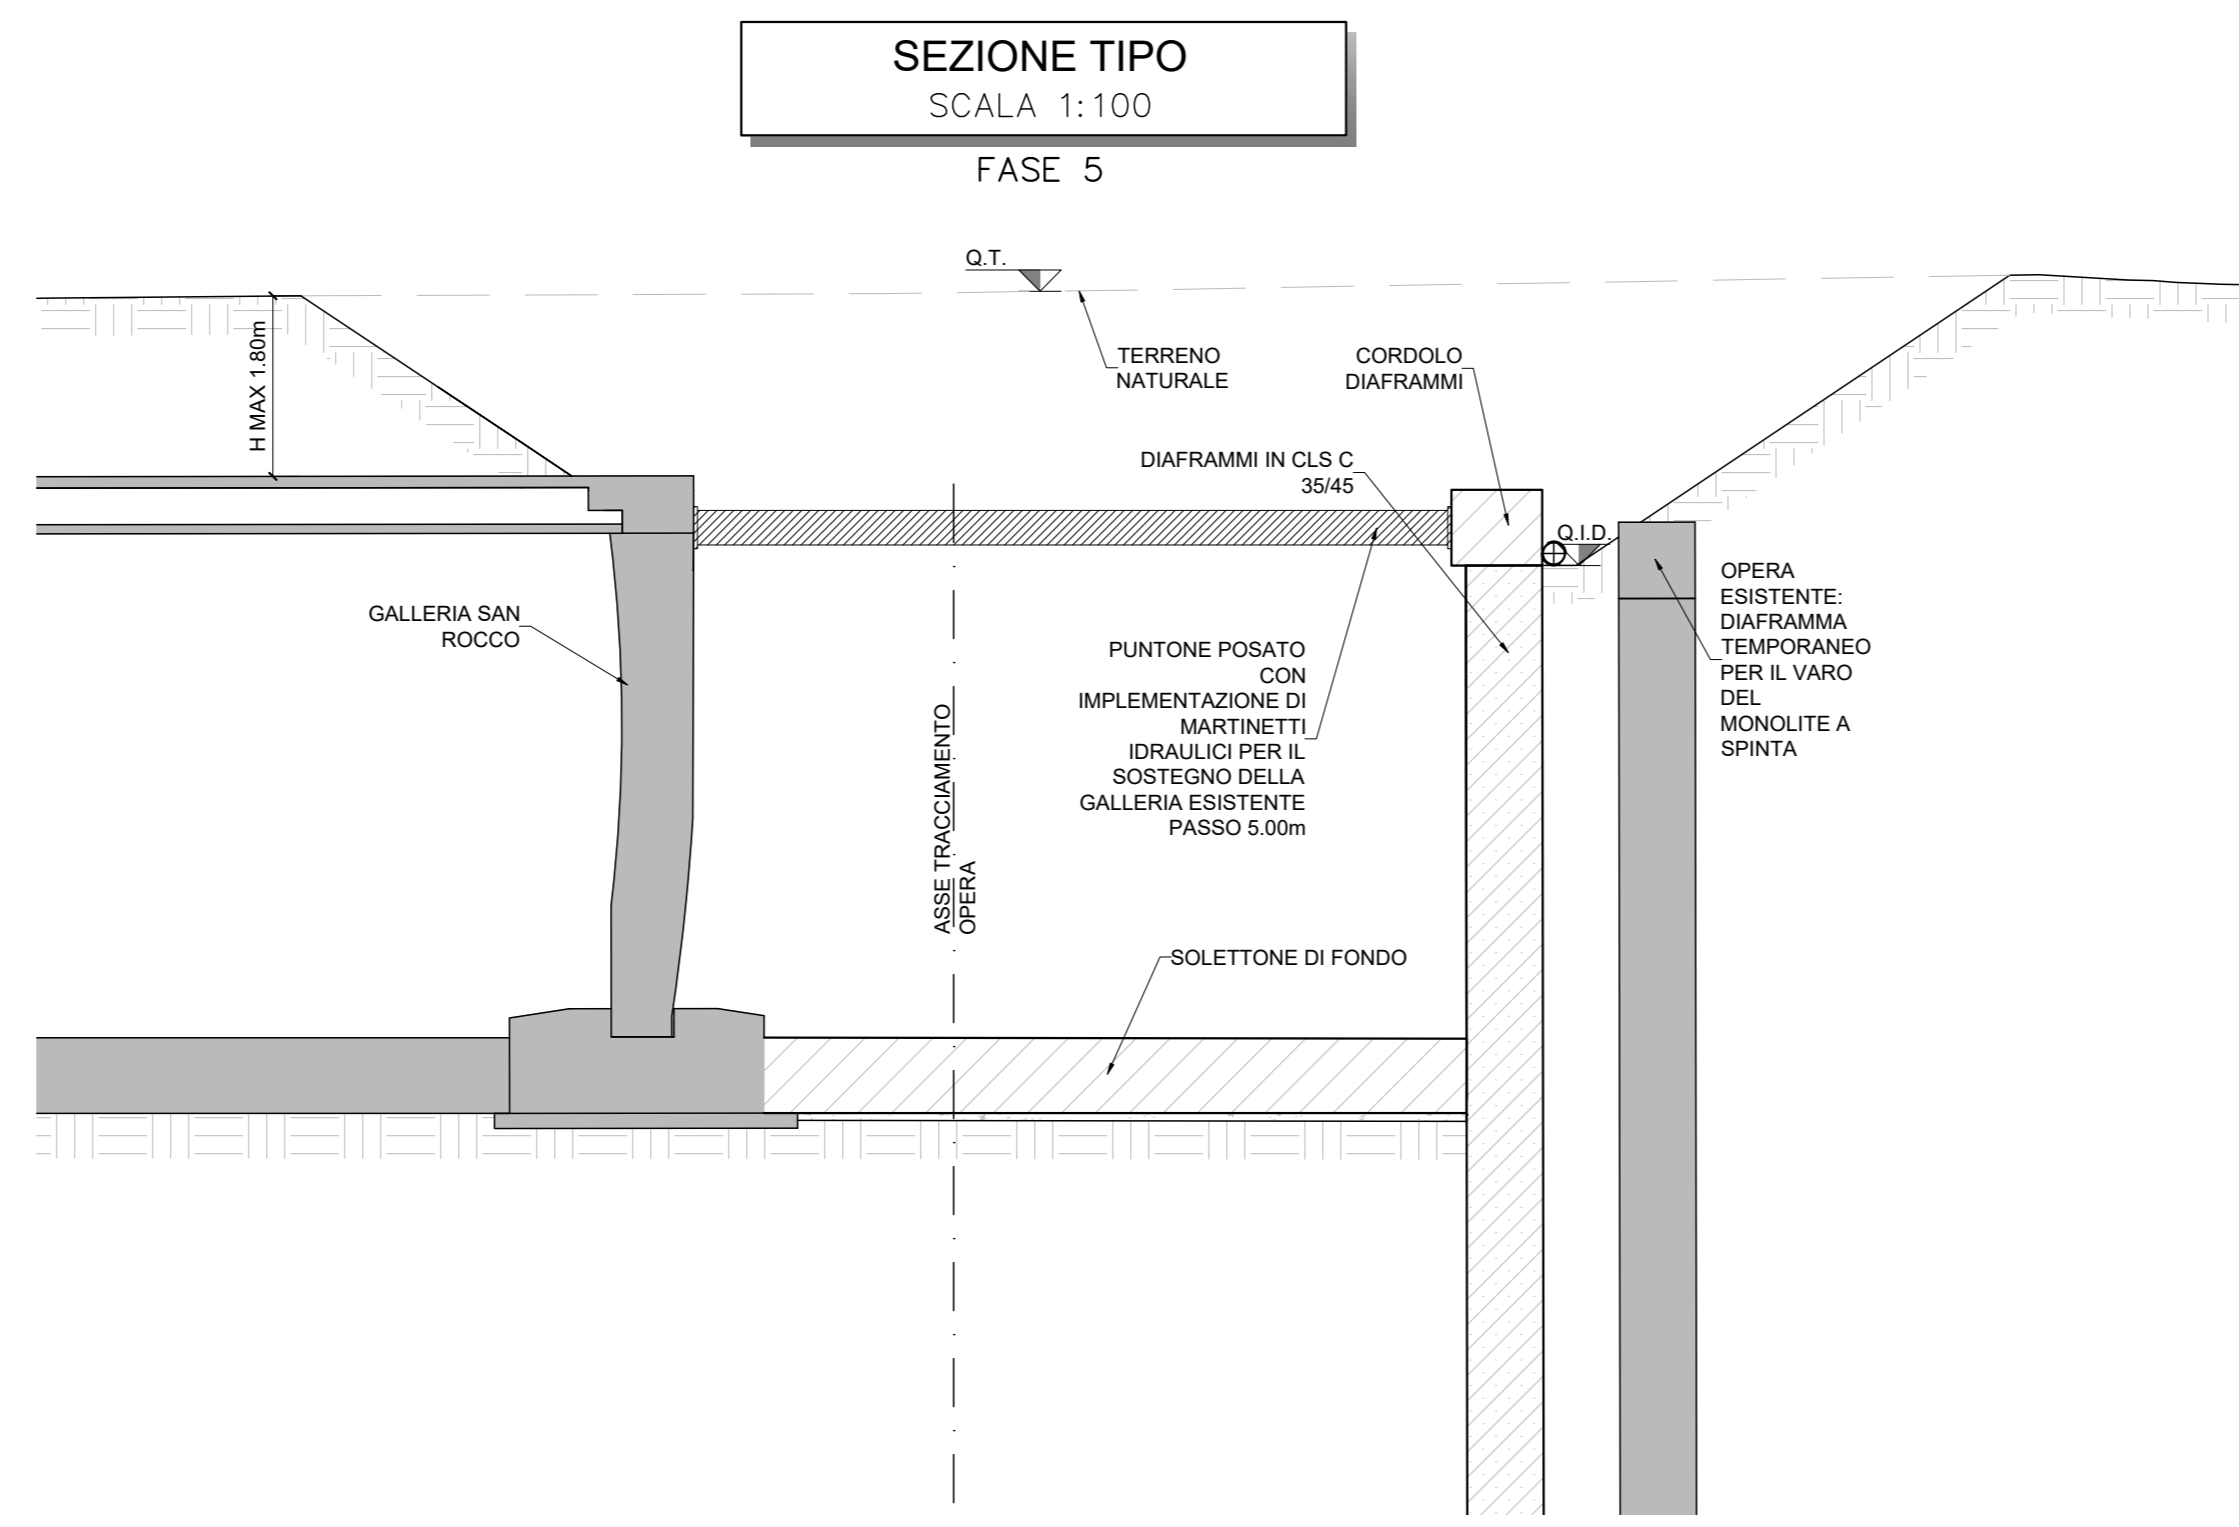 SEZIONE TIPO
SCALA 1:100
FASE 5
Q.T.
H MAX 1.80m
TERRENO
NATURALE
CORDOLO
DIAFRAMMI
DIAFRAMMI IN CLS C
35/45
Q.I.D.
GALLERIA SAN
ROCCO
PUNTONE POSATO
CON
IMPLEMENTAZIONE DI
MARTINETTI
IDRAULICI PER IL
SOSTEGNO DELLA
GALLERIA ESISTENTE
PASSO 5.00m
OPERA
ESISTENTE:
DIAFRAMMA
TEMPORANEO
PER IL VARO
DEL
MONOLITE A
SPINTA
ASSE TRACCIAMENTO
OPERA
SOLETTONE DI FONDO